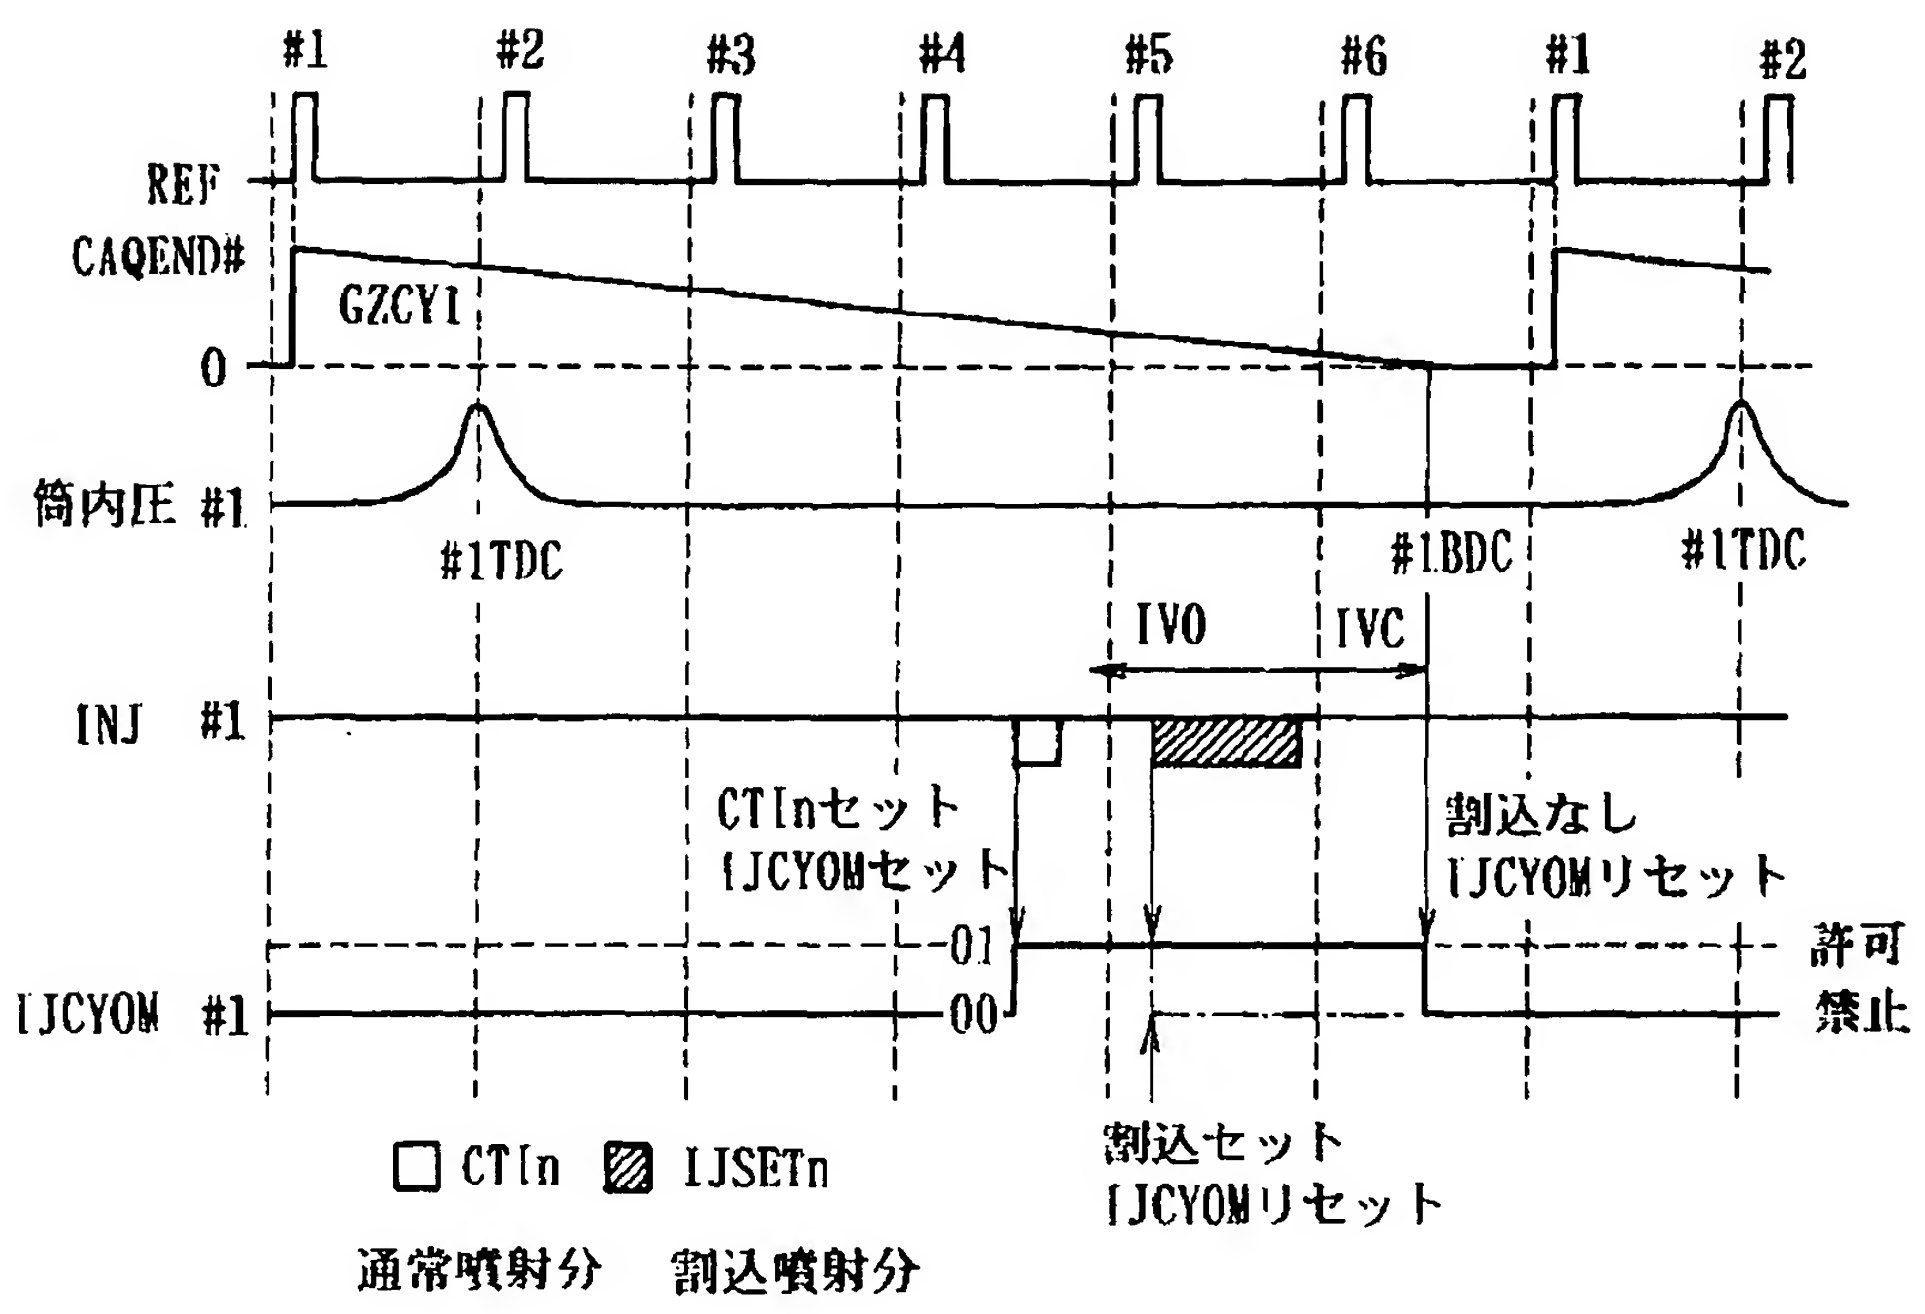 #1 #2 #3 #4 #5 #6 #1 #2
REF
CAQEND#
GZCY1
0
筒内圧 #1
#1TDC #1BDC #1TDC
IVO IVC
INJ #1
CTInセット
IJCYOMセット
割込なし
IJCYOMリセット
01 許可
IJCYOM #1 00 禁止
割込セット
IJCYOMリセット
CTIn IJSETn
通常噴射分 割込噴射分